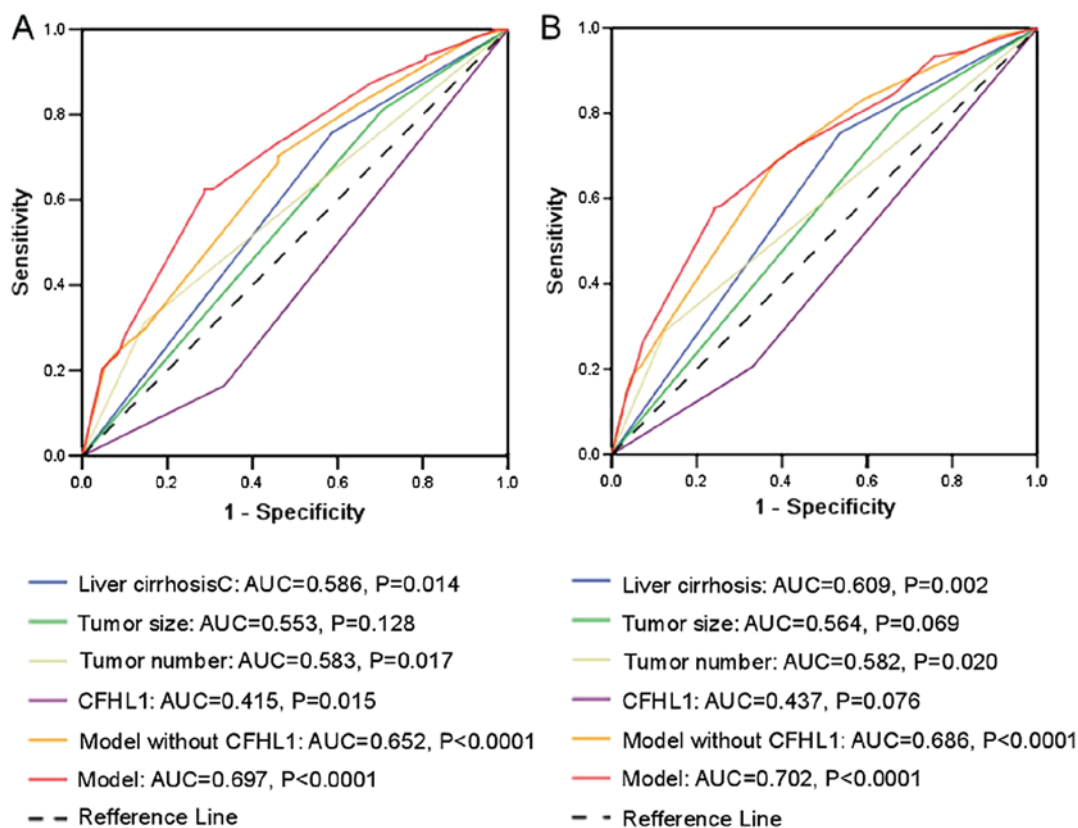 A
B
1.0
0.8
0.6
0.4
0.2
0.0
Sensitivity
0.0 0.2 0.4 0.6 0.8 1.0
1 - Specificity
1.0
0.8
0.6
0.4
0.2
0.0
Sensitivity
0.0 0.2 0.4 0.6 0.8 1.0
1 - Specificity
Liver cirrhosisC: AUC=0.586, P=0.014
Tumor size: AUC=0.553, P=0.128
Tumor number: AUC=0.583, P=0.017
CFHL1: AUC=0.415, P=0.015
Model without CFHL1: AUC=0.652, P<0.0001
Model: AUC=0.697, P<0.0001
Refference Line
Liver cirrhosis: AUC=0.609, P=0.002
Tumor size: AUC=0.564, P=0.069
Tumor number: AUC=0.582, P=0.020
CFHL1: AUC=0.437, P=0.076
Model without CFHL1: AUC=0.686, P<0.0001
Model: AUC=0.702, P<0.0001
Refference Line